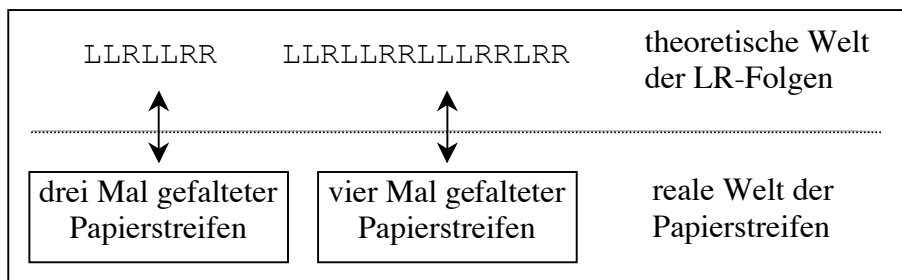 LLRLLRR
LLRLLRRLLLRRLRR
theoretische Welt
der LR-Folgen
drei Mal gefalteter
Papierstreifen
vier Mal gefalteter
Papierstreifen
reale Welt der
Papierstreifen